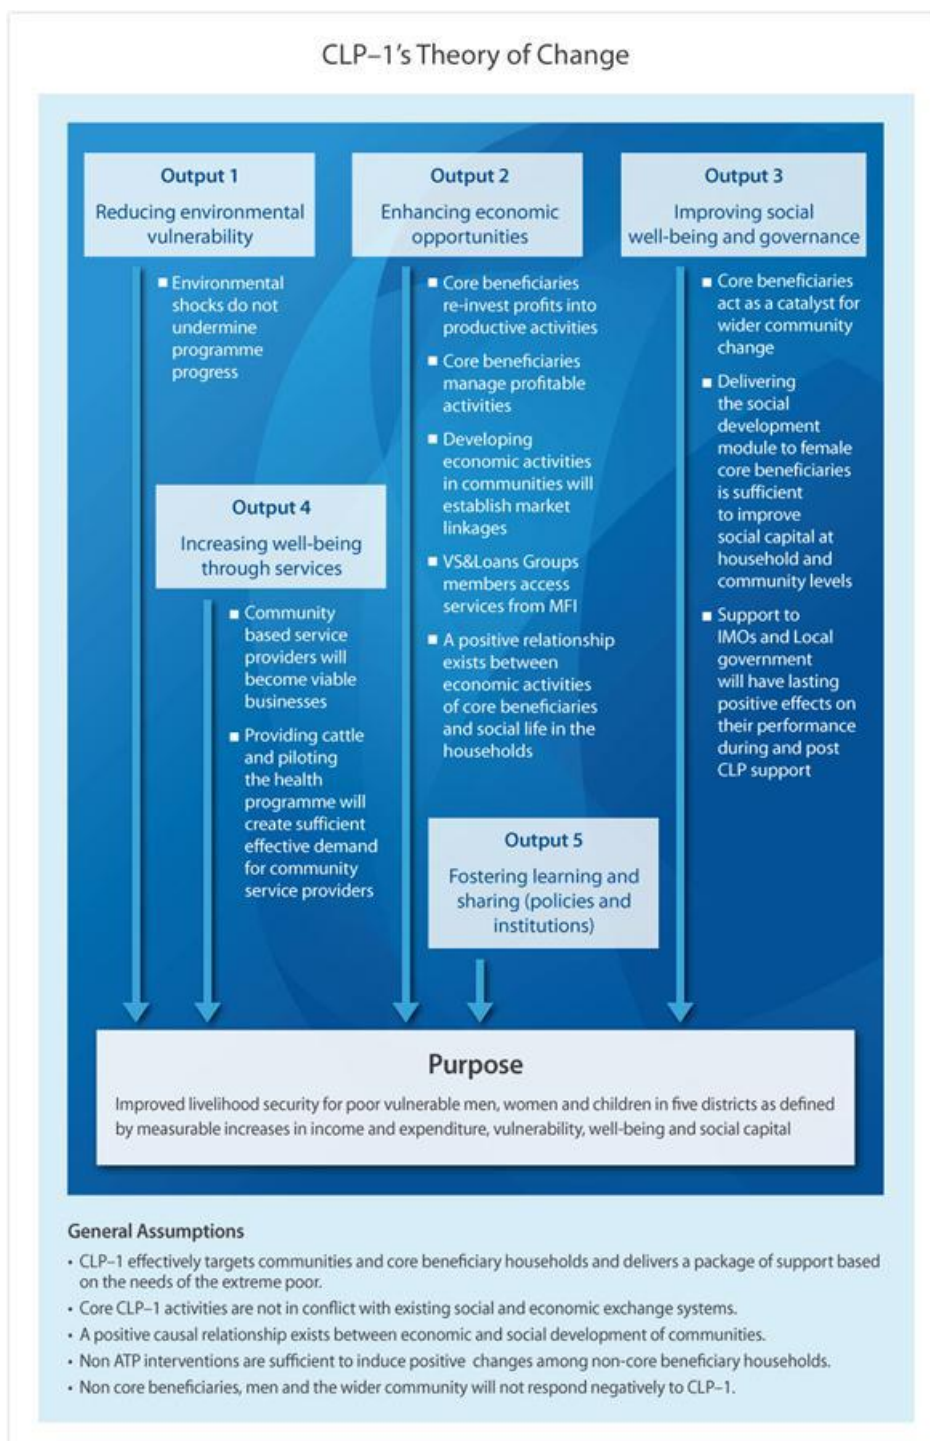 CLP–1's Theory of Change
Output 1
Reducing environmental
vulnerability
■ Environmental
shocks do not
undermine
programme
progress
Output 2
Enhancing economic
opportunities
■ Core beneficiaries
re-invest profits into
productive activities
■ Core beneficiaries
manage profitable
activities
■ Developing
economic activities
in communities will
establish market
linkages
■ VS&Loans Groups
members access
services from MFI
■ A positive relationship
exists between
economic activities
of core beneficiaries
and social life in the
households
Output 3
Improving social
well-being and governance
■ Core beneficiaries
act as a catalyst for
wider community
change
■ Delivering
the social
development
module to female
core beneficiaries
is sufficient
to improve
social capital at
household and
community levels
■ Support to
IMOs and Local
government
will have lasting
positive effects on
their performance
during and post
CLP support
Output 4
Increasing well-being
through services
■ Community
based service
providers will
become viable
businesses
■ Providing cattle
and piloting
the health
programme will
create sufficient
effective demand
for community
service providers
Output 5
Fostering learning and
sharing (policies and
institutions)
Purpose
Improved livelihood security for poor vulnerable men, women and children in five districts as defined
by measurable increases in income and expenditure, vulnerability, well-being and social capital
General Assumptions
• CLP–1 effectively targets communities and core beneficiary households and delivers a package of support based
on the needs of the extreme poor.
• Core CLP–1 activities are not in conflict with existing social and economic exchange systems.
• A positive causal relationship exists between economic and social development of communities.
• Non ATP interventions are sufficient to induce positive changes among non-core beneficiary households.
• Non core beneficiaries, men and the wider community will not respond negatively to CLP–1.